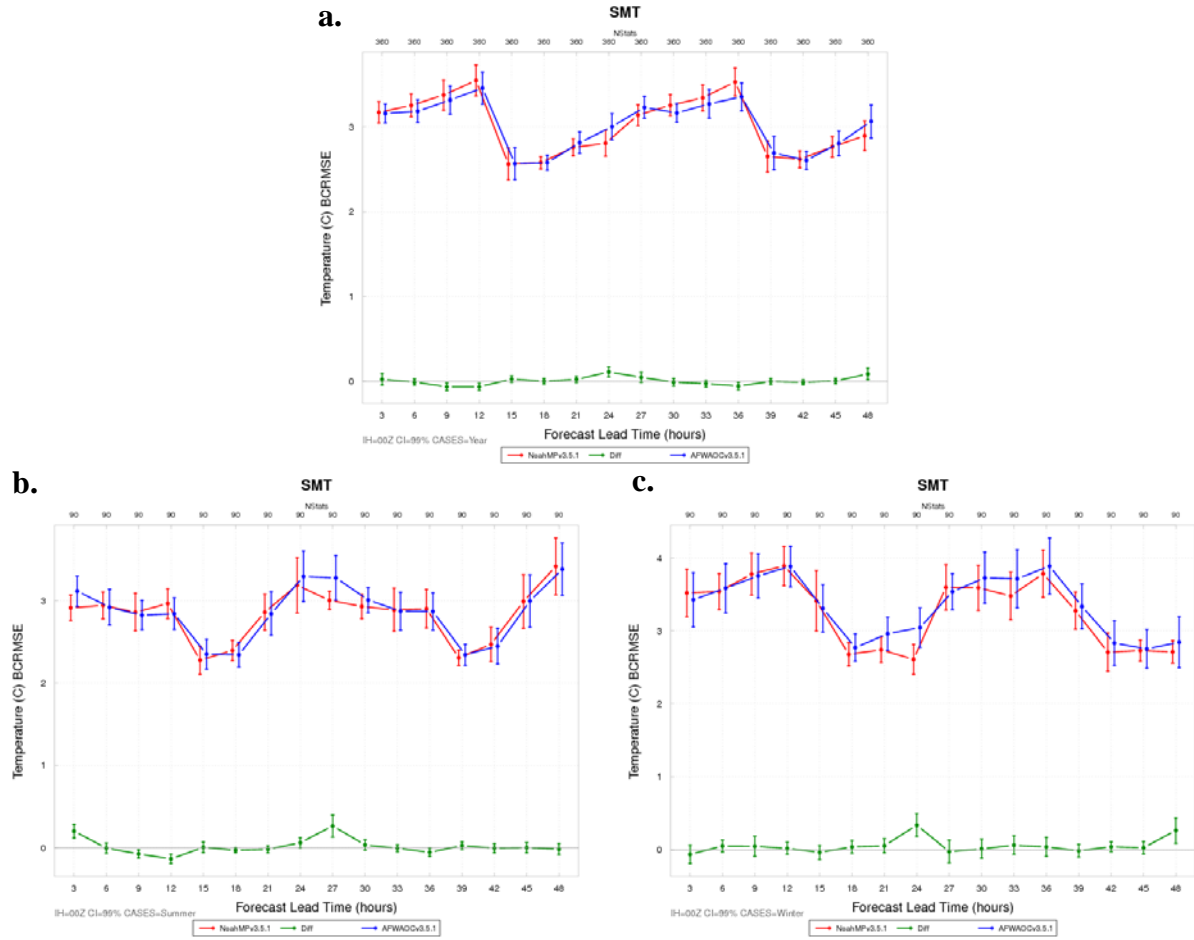 a.
SMT
NStats
360 360 360 360 360 360 360 360 360 360 360 360 360 360 360 360
Temperature (C) BCRMSE
3
2
1
0
3 6 9 12 15 18 21 24 27 30 33 36 39 42 45 48
Forecast Lead Time (hours)
IH=00Z CI=99% CASES=Year
NoahMPv3.5.1 Diff AFWAOCv3.5.1
b.
SMT
NStats
90 90 90 90 90 90 90 90 90 90 90 90 90 90 90 90
Temperature (C) BCRMSE
3
2
1
0
3 6 9 12 15 18 21 24 27 30 33 36 39 42 45 48
Forecast Lead Time (hours)
IH=00Z CI=99% CASES=Summer
NoahMPv3.5.1 Diff AFWAOCv3.5.1
c.
SMT
NStats
90 90 90 90 90 90 90 90 90 90 90 90 90 90 90 90
Temperature (C) BCRMSE
4
3
2
1
0
3 6 9 12 15 18 21 24 27 30 33 36 39 42 45 48
Forecast Lead Time (hours)
IH=00Z CI=99% CASES=Winter
NoahMPv3.5.1 Diff AFWAOCv3.5.1